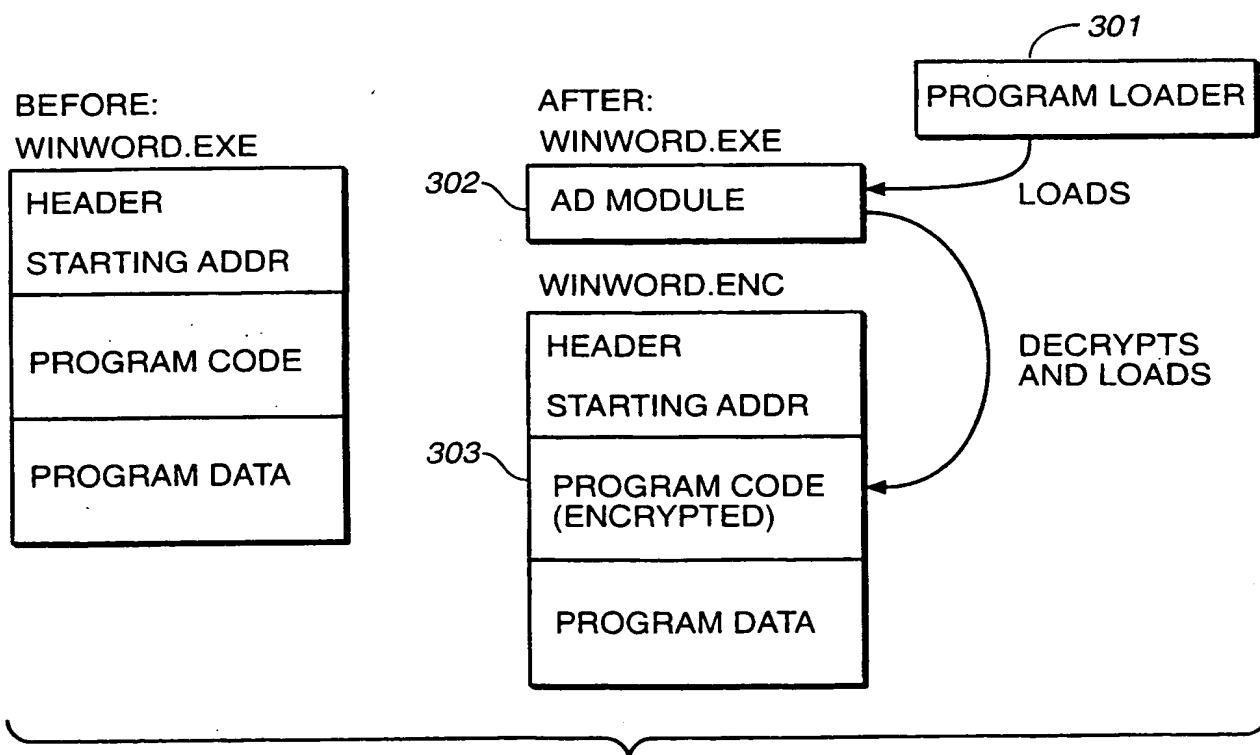 BEFORE:
WINWORD.EXE
HEADER
STARTING ADDR
PROGRAM CODE
PROGRAM DATA
AFTER:
WINWORD.EXE
302
AD MODULE
301
PROGRAM LOADER
LOADS
WINWORD.ENC
HEADER
STARTING ADDR
303
PROGRAM CODE
(ENCRYPTED)
PROGRAM DATA
DECRYPTS
AND LOADS